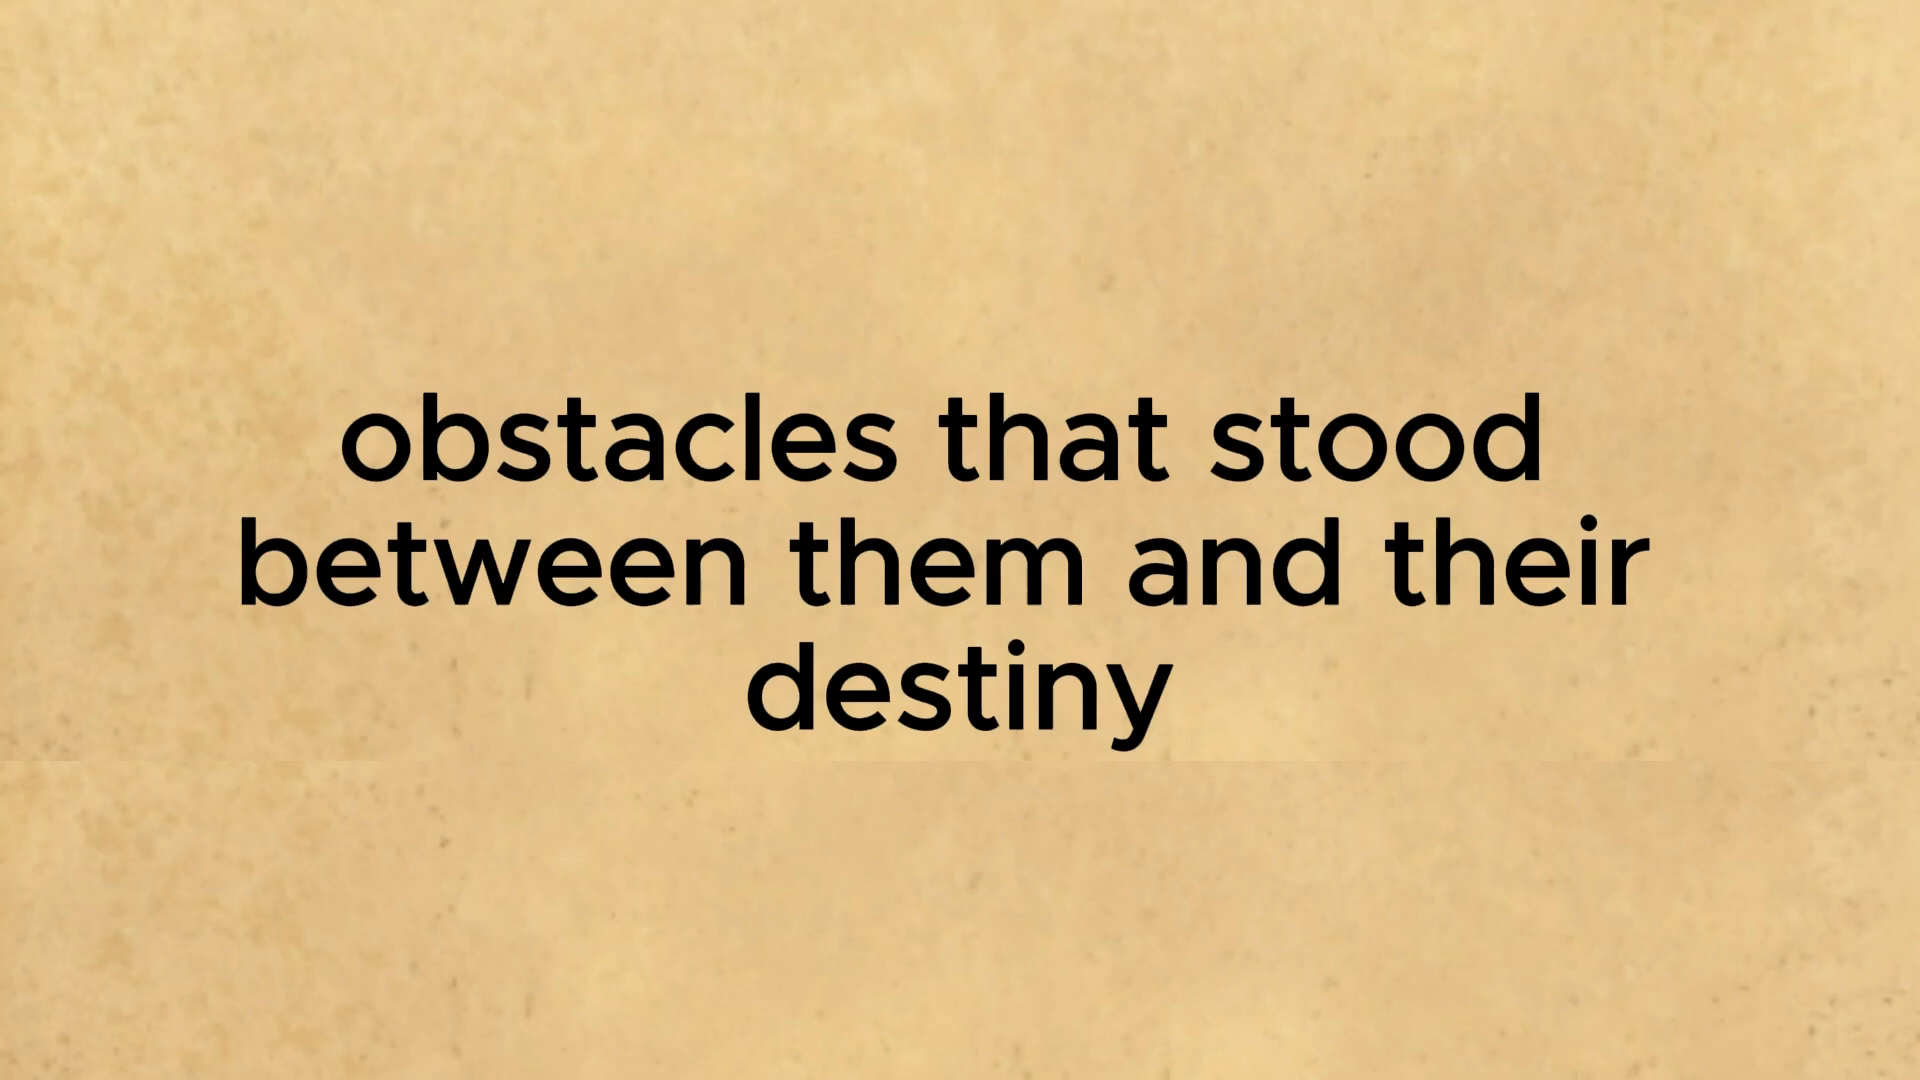 obstacles that stood
between them and their
destiny